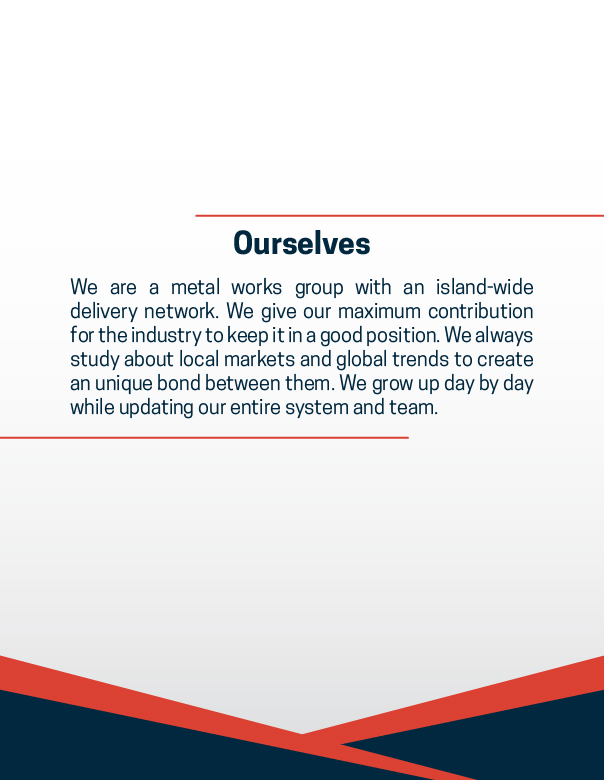 Ourselves
We are a metal works group with an island-wide
delivery network. We give our maximum contribution
for the industry to keep it in a good position. We always
study about local markets and global trends to create
an unique bond between them. We grow up day by day
while updating our entire system and team.